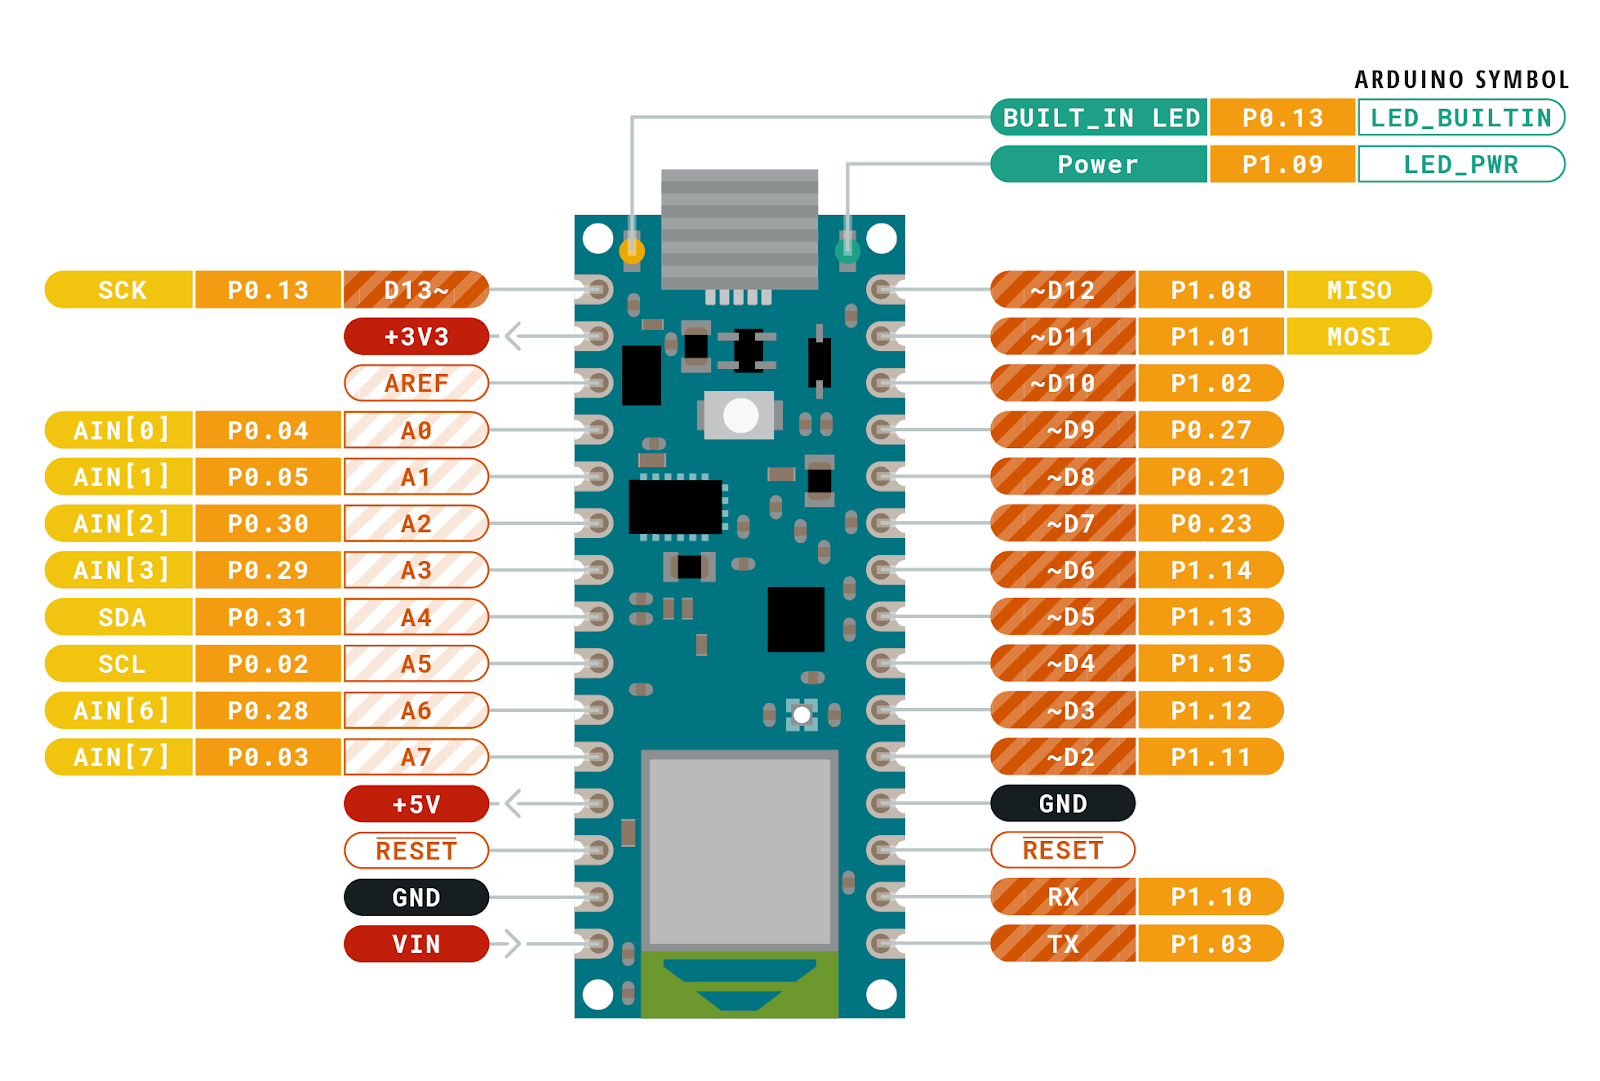 ARDUINO SYMBOL
BUILT_IN LED P0.13 LED_BUILTIN
Power P1.09 LED_PWR
SCK P0.13 D13~
+3V3
AREF
AIN[0] P0.04 A0
AIN[1] P0.05 A1
AIN[2] P0.30 A2
AIN[3] P0.29 A3
SDA P0.31 A4
SCL P0.02 A5
AIN[6] P0.28 A6
AIN[7] P0.03 A7
+5V
RESET
GND
VIN
~D12 P1.08 MISO
~D11 P1.01 MOSI
~D10 P1.02
~D9 P0.27
~D8 P0.21
~D7 P0.23
~D6 P1.14
~D5 P1.13
~D4 P1.15
~D3 P1.12
~D2 P1.11
GND
RESET
RX P1.10
TX P1.03